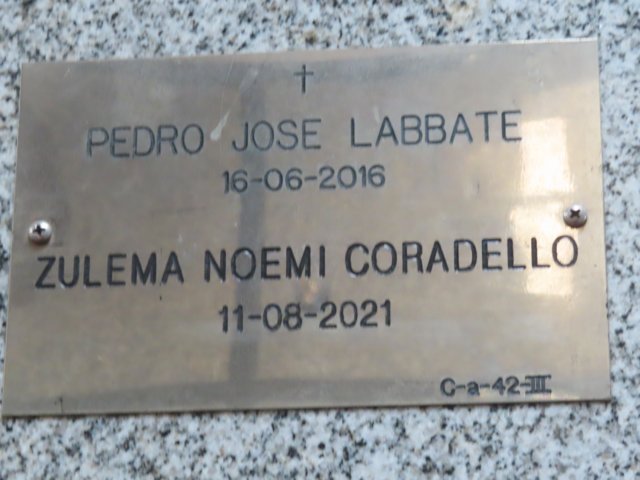 PEDRO JOSE LABBATE
16-06-2016
ZULEMA NOEMI CORADELLO
11-08-2021
C-a-42-III